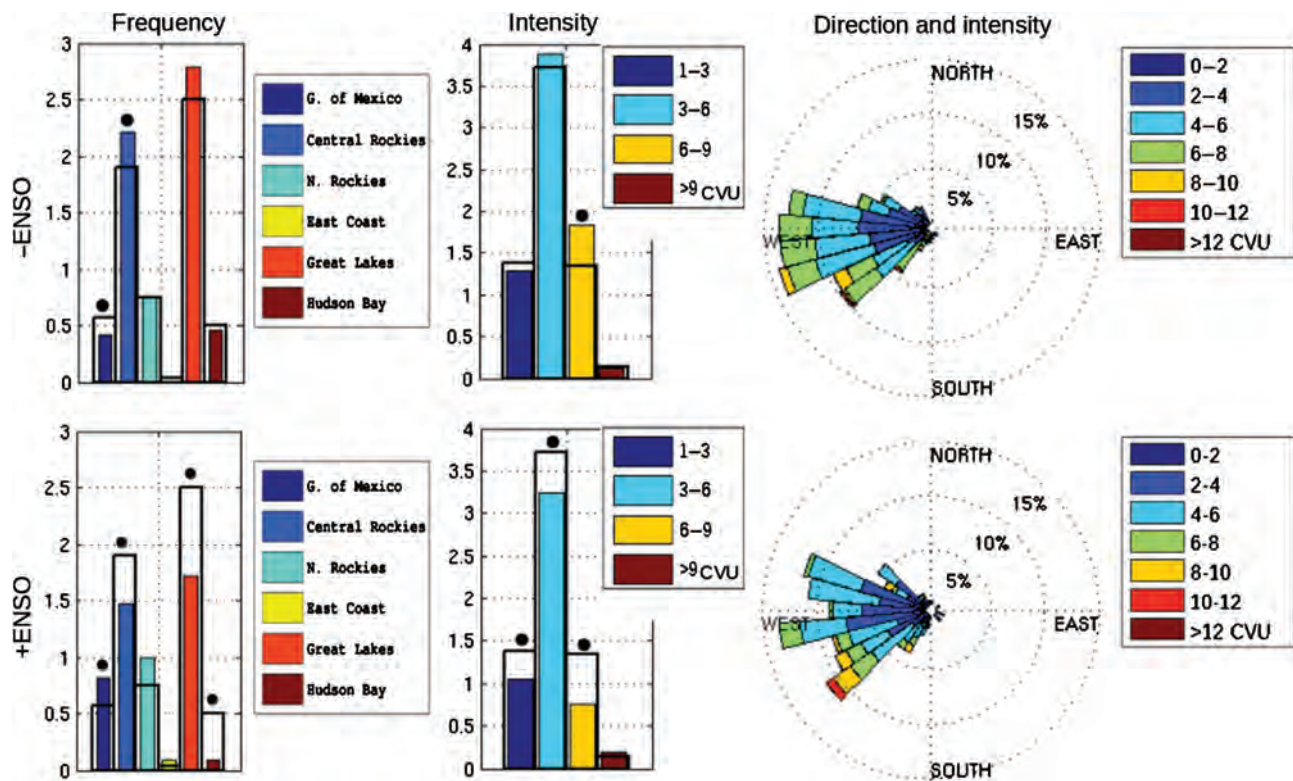 Frequency
Intensity
Direction and intensity
−ENSO
3
2.5
2
1.5
1
0.5
0
G. of Mexico
Central Rockies
N. Rockies
East Coast
Great Lakes
Hudson Bay
4
3.5
4
3.5
2.5
2
1.5
1
0.5
0
1−3
3−6
6−9
>9 CVU
NORTH
15%
10%
5%
WEST
EAST
SOUTH
0−2
2−4
4−6
6−8
8−10
10−12
>12 CVU
+ENSO
3
2.5
2
1.5
1
0.5
0
G. of Mexico
Central Rockies
N. Rockies
East Coast
Great Lakes
Hudson Bay
4
3.5
3
2.5
2
1.5
1
0.5
0
1−3
3−6
6−9
>9 CVU
NORTH
15%
10%
5%
WEST
EAST
SOUTH
0-2
2-4
4-6
6-8
8-10
10-12
>12 CVU